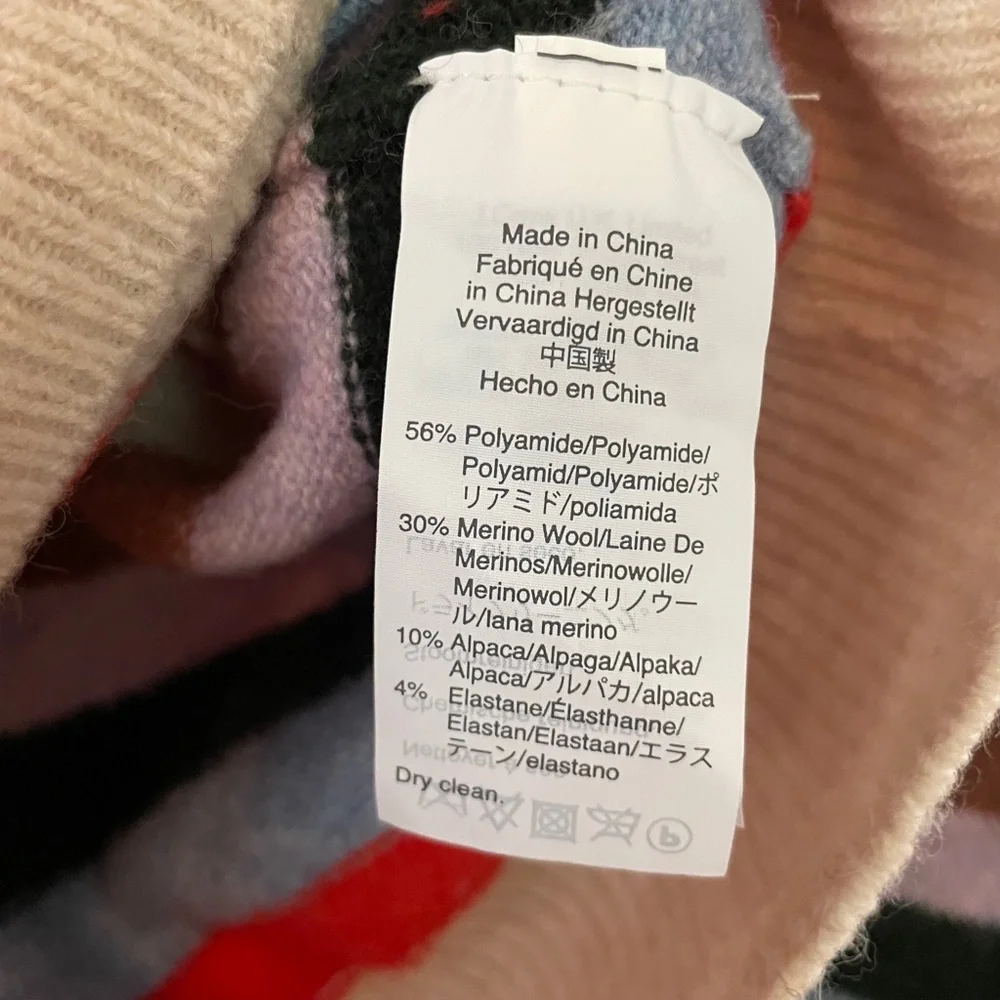 Made in China
Fabriqué en Chine
in China Hergestellt
Vervaardigd in China
中国製
Hecho en China
56% Polyamide/Polyamide/
Polyamid/Polyamide/ポ
リアミド/poliamida
30% Merino Wool/Laine De
Merinos/Merinowolle/
Merinowol/メリノウー
ル/lana merino
10% Alpaca/Alpaga/Alpaka/
Alpaca/アルパカ/alpaca
4% Elastane/Élasthanne/
Elastan/Elastaan/エラス
テーン/elastano
Dry clean.